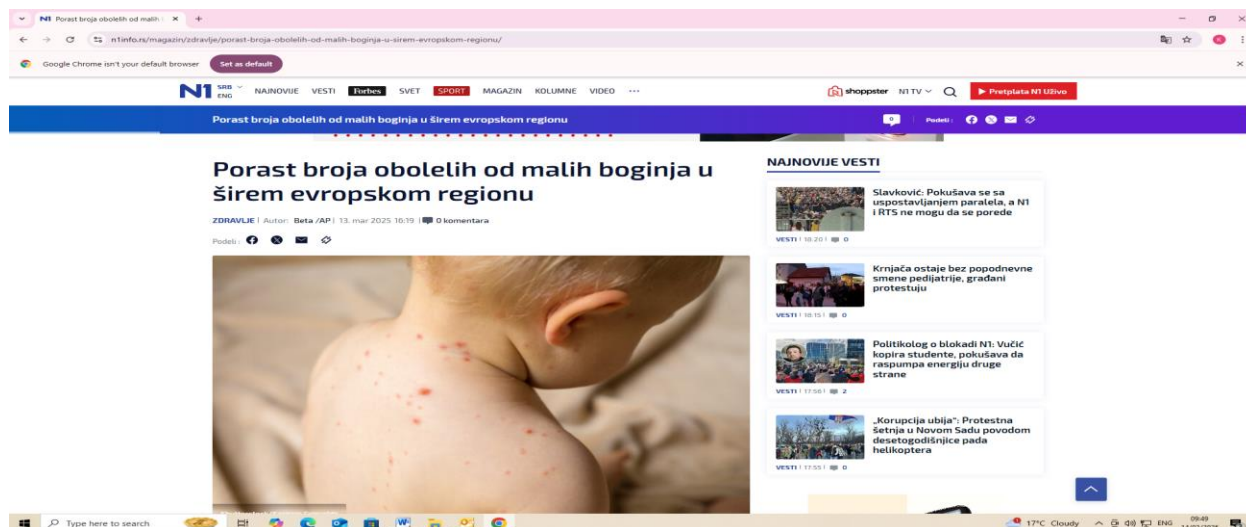 N1 Porast broja obolelih od malih
n1info.rs/magazin/zdravlje/porast-broja-obolelih-od-malih-boginja-u-sirem-evropskom-regionu/
Google Chrome isn't your default browser Set as default
N1 SRB ENG NAJNOVIJE VESTI Forbes SVET SPORT MAGAZIN KOLUMNE VIDEO ... shoppster N1 TV Pretplata N1 Uživo
Porast broja obolelih od malih boginja u širem evropskom regionu 0 Podeli:
Porast broja obolelih od malih boginja u
širem evropskom regionu
ZDRAVLJE | Autor: Beta /AP | 13. mar 2025 16:19 | 0 komentara
Podeli:
NAJNOVIJE VESTI
Slavković: Pokušava se sa
uspostavljanjem paralela, a N1
i RTS ne mogu da se porede
VESTI | 18:20 | 0
Krnjača ostaje bez popodnevne
smene pedijatrije, građani
protestuju
VESTI | 18:15 | 0
Politikolog o blokadi N1: Vučić
kopira studente, pokušava da
raspumpa energiju druge
strane
VESTI | 17:56 | 2
„Korupcija ubija": Protestna
šetnja u Novom Sadu povodom
desetogodišnjice pada
helikoptera
VESTI | 17:55 | 0
Type here to search
17°C Cloudy ENG 09:49